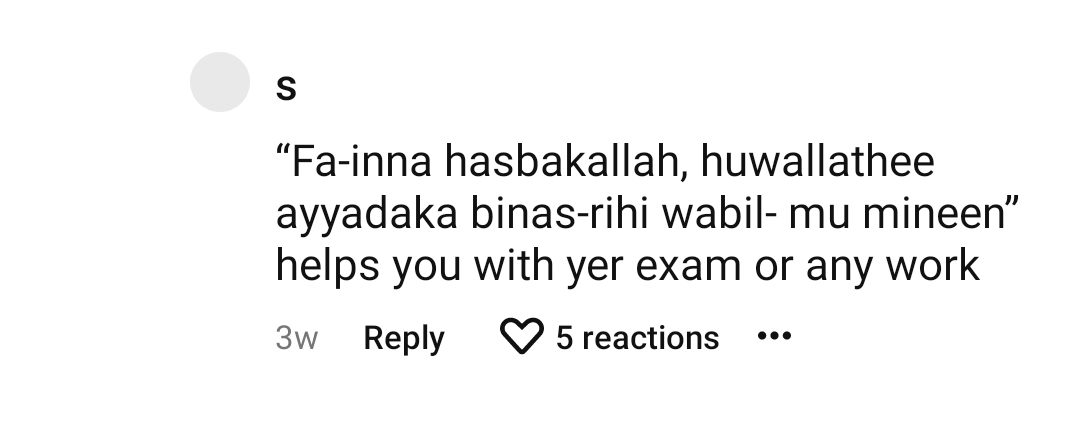 s
“Fa-inna hasbakallah, huwallathee
ayyadaka binas-rihi wabil- mu mineen”
helps you with yer exam or any work
3w Reply 5 reactions •••